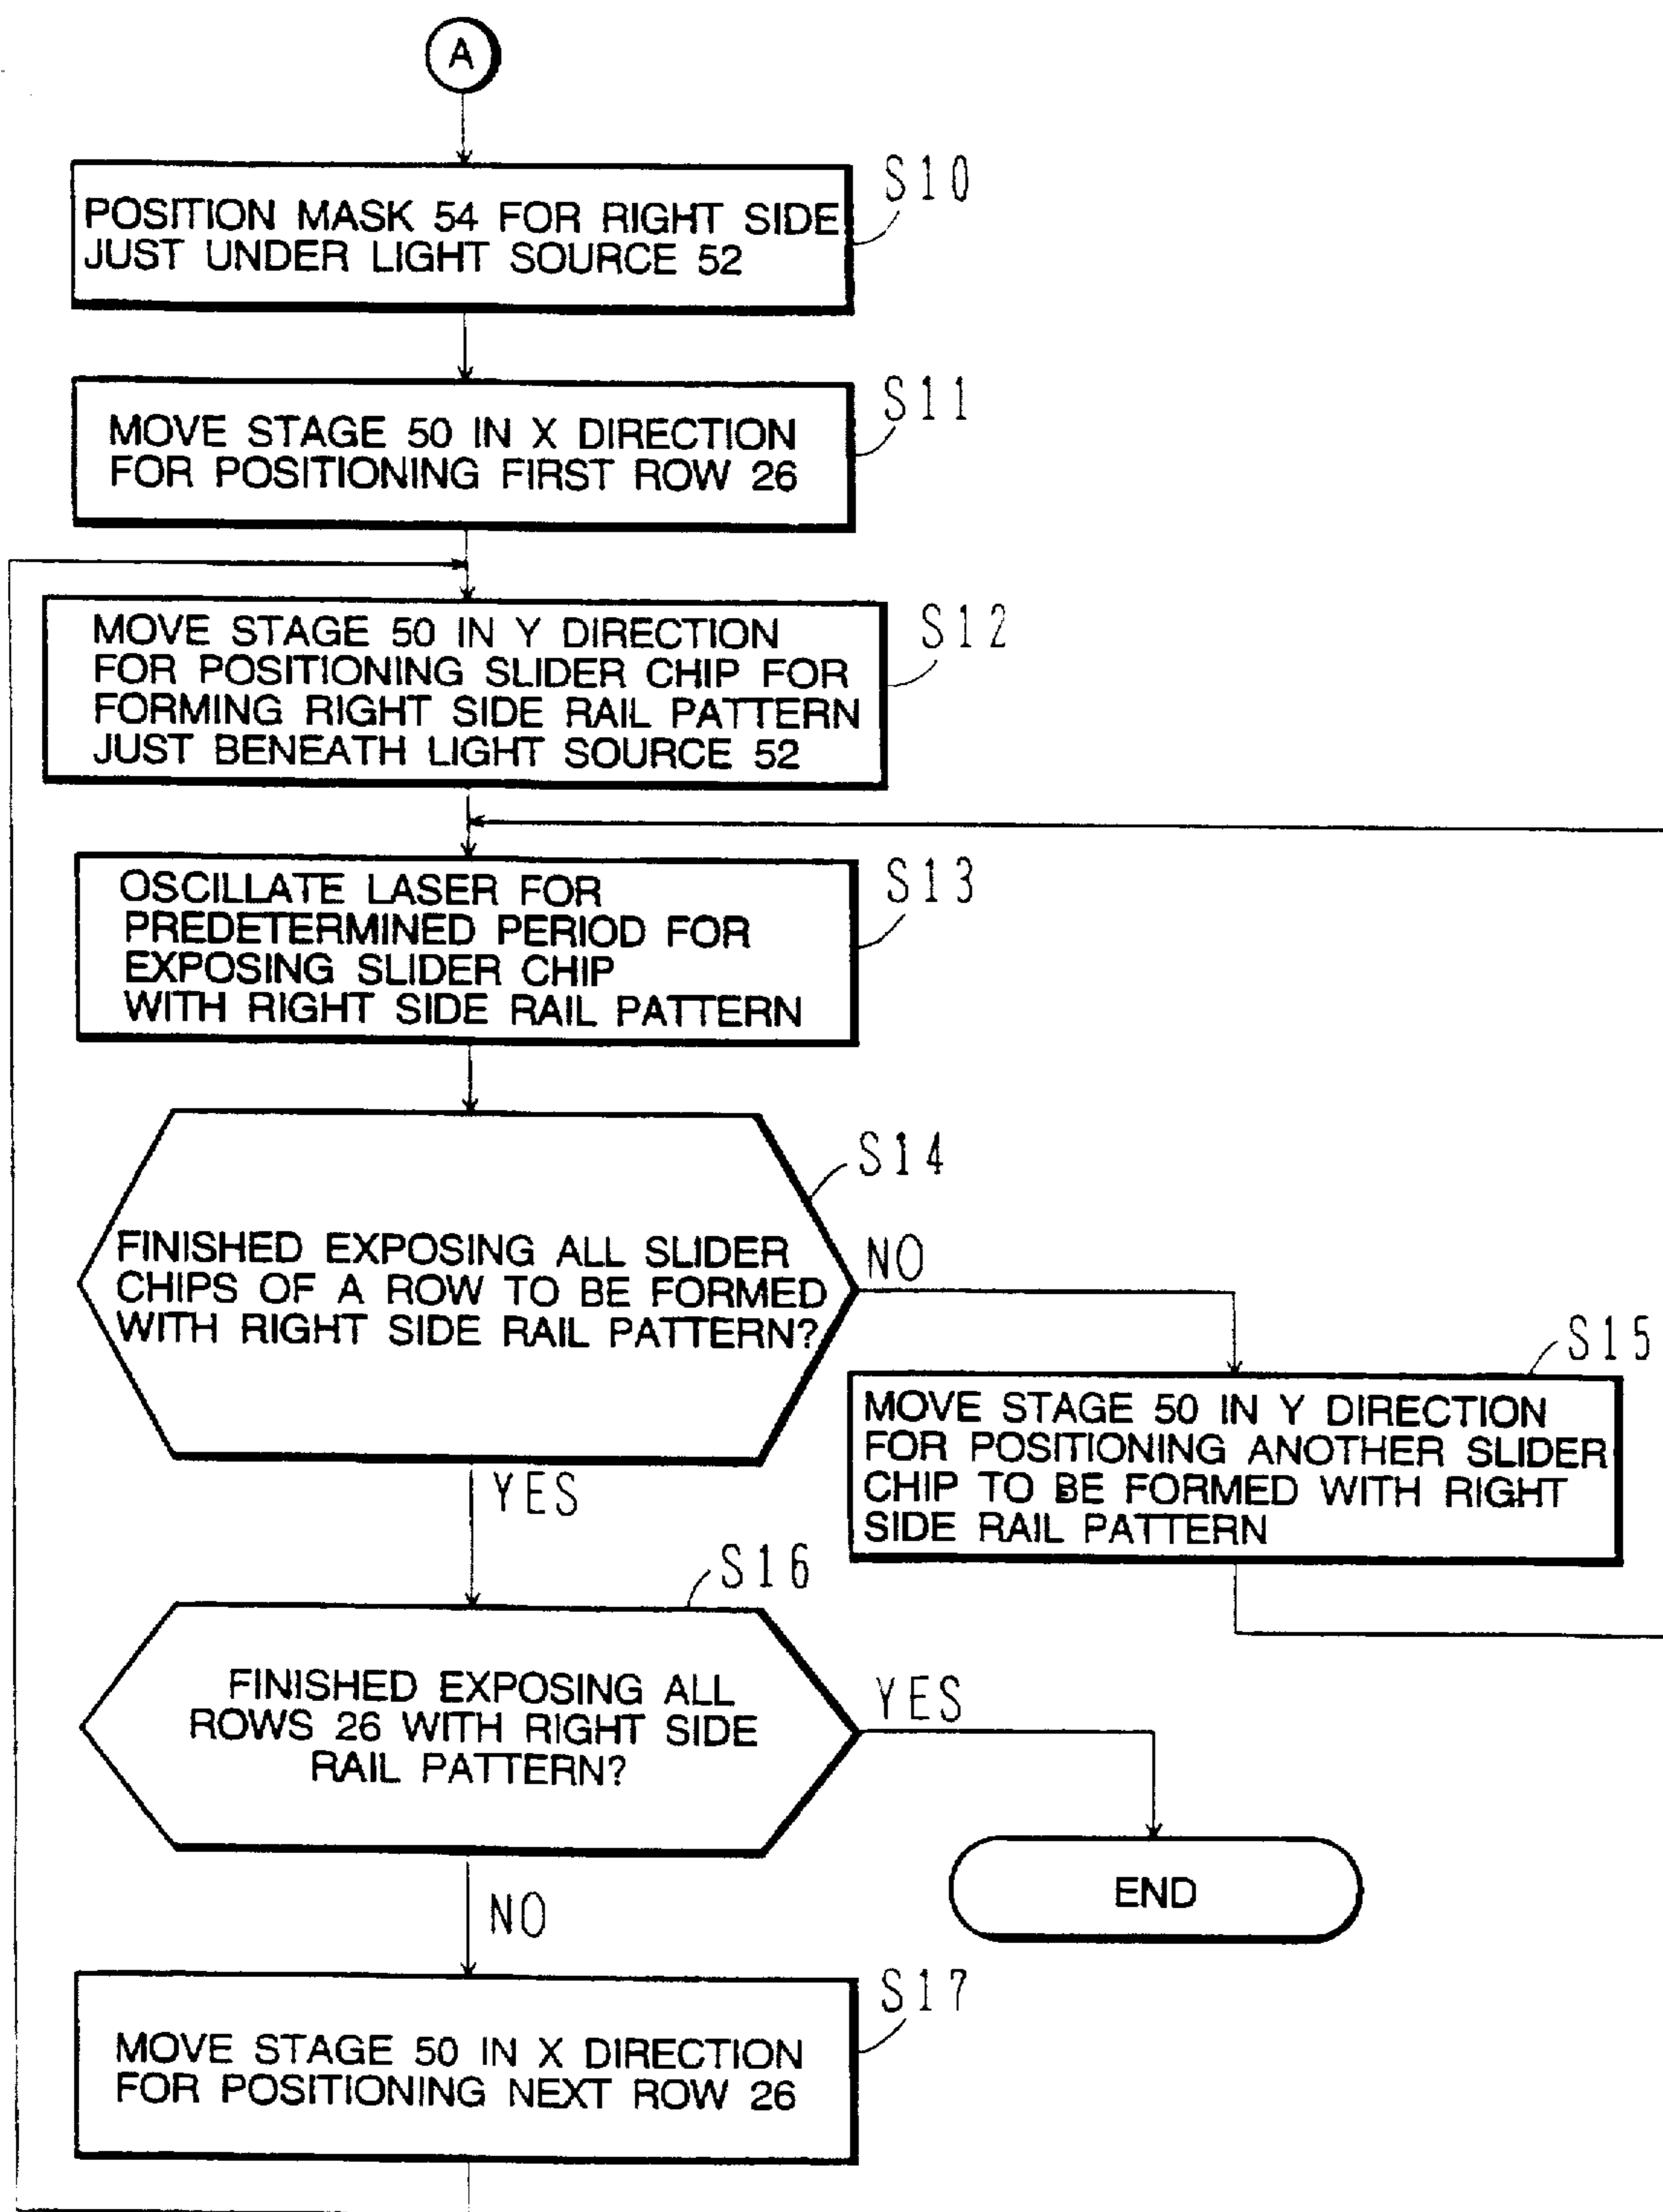 A
S10
POSITION MASK 54 FOR RIGHT SIDE
JUST UNDER LIGHT SOURCE 52
S11
MOVE STAGE 50 IN X DIRECTION
FOR POSITIONING FIRST ROW 26
S12
MOVE STAGE 50 IN Y DIRECTION
FOR POSITIONING SLIDER CHIP FOR
FORMING RIGHT SIDE RAIL PATTERN
JUST BENEATH LIGHT SOURCE 52
S13
OSCILLATE LASER FOR
PREDETERMINED PERIOD FOR
EXPOSING SLIDER CHIP
WITH RIGHT SIDE RAIL PATTERN
S14
FINISHED EXPOSING ALL SLIDER
CHIPS OF A ROW TO BE FORMED
WITH RIGHT SIDE RAIL PATTERN?
NO
S15
MOVE STAGE 50 IN Y DIRECTION
FOR POSITIONING ANOTHER SLIDER
CHIP TO BE FORMED WITH RIGHT
SIDE RAIL PATTERN
YES
S16
FINISHED EXPOSING ALL
ROWS 26 WITH RIGHT SIDE
RAIL PATTERN?
YES
END
NO
S17
MOVE STAGE 50 IN X DIRECTION
FOR POSITIONING NEXT ROW 26